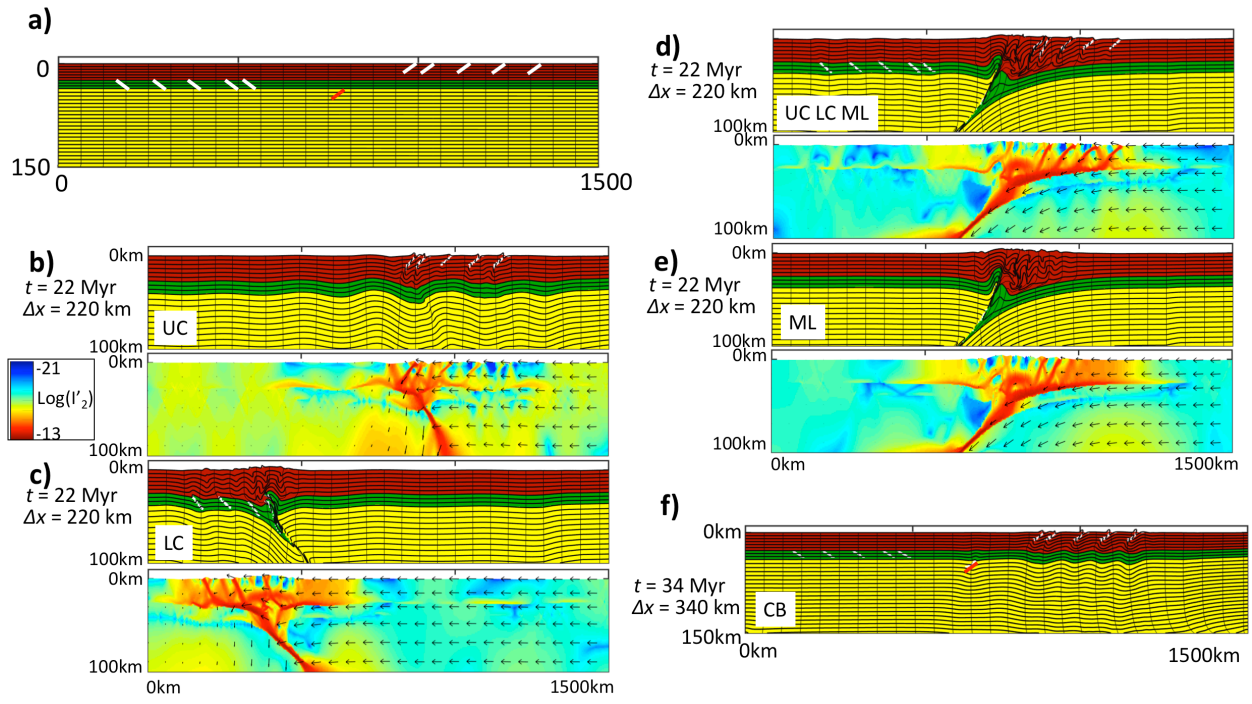 a)
0
150
0
1500
b)
t = 22 Myr
Δx = 220 km
0km
UC
100km
0km
100km
-21
Log(I’₂)
-13
c)
t = 22 Myr
Δx = 220 km
0km
LC
100km
0km
100km
0km
1500km
d)
t = 22 Myr
Δx = 220 km
UC LC ML
100km
0km
100km
e)
t = 22 Myr
Δx = 220 km
0km
ML
100km
0km
100km
0km
1500km
f)
t = 34 Myr
Δx = 340 km
0km
CB
150km
0km
1500km